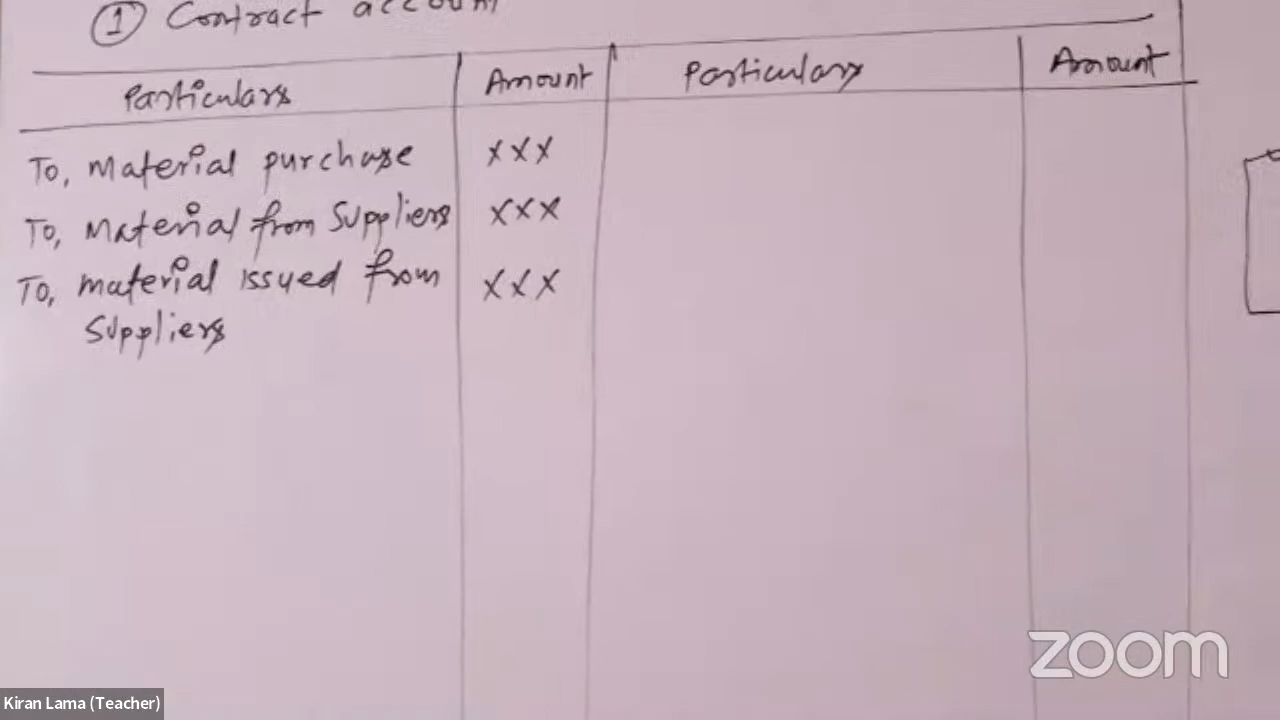 ① Contract account
Particulars Amount Particulars Amount
To, Material purchase xxx
To, Material from Suppliers xxx
To, material issued from xxx
Suppliers
zoom
Kiran Lama (Teacher)